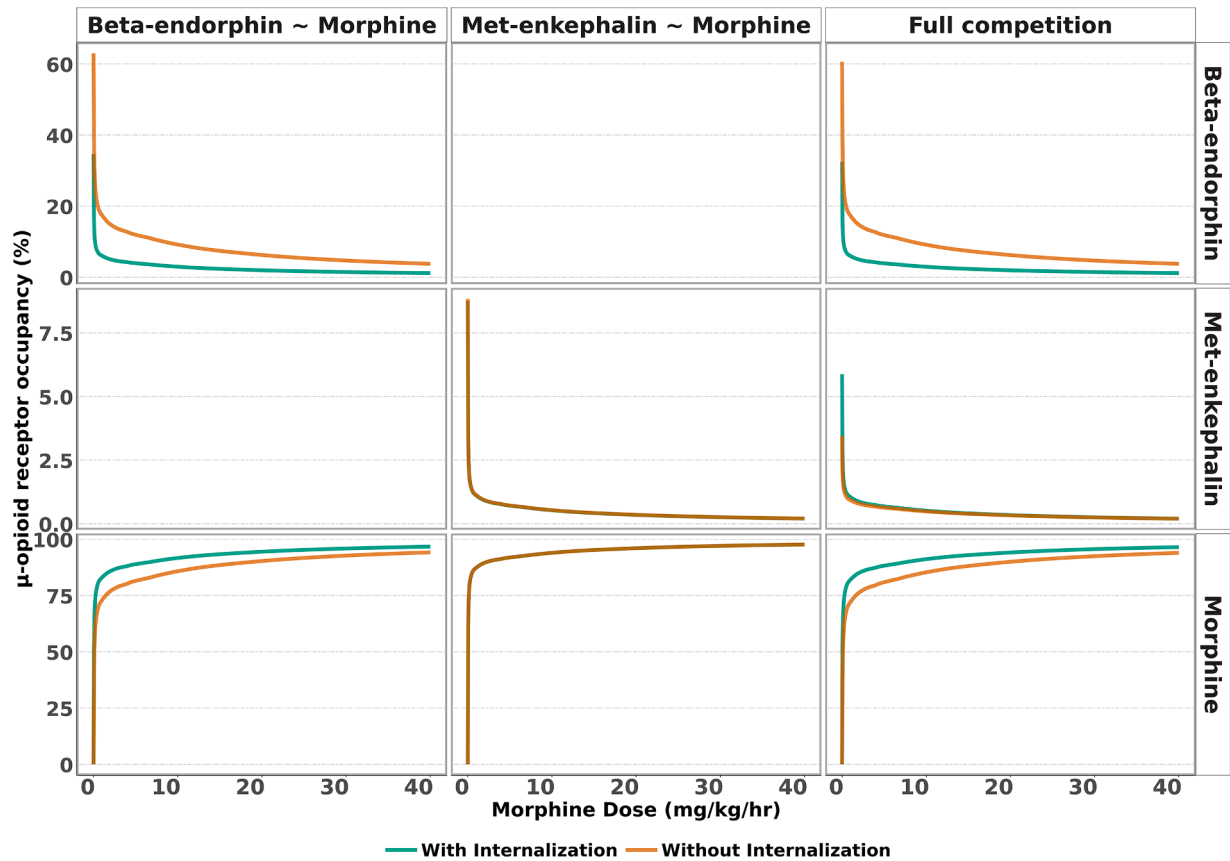 Beta-endorphin ~ Morphine
Met-enkephalin ~ Morphine
Full competition
μ-opioid receptor occupancy (%)
60
40
20
0
Beta-endorphin
7.5
5.0
2.5
0.0
Met-enkephalin
100
75
50
25
0
Morphine
0 10 20 30 40
0 10 20 30 40
0 10 20 30 40
Morphine Dose (mg/kg/hr)
With Internalization
Without Internalization